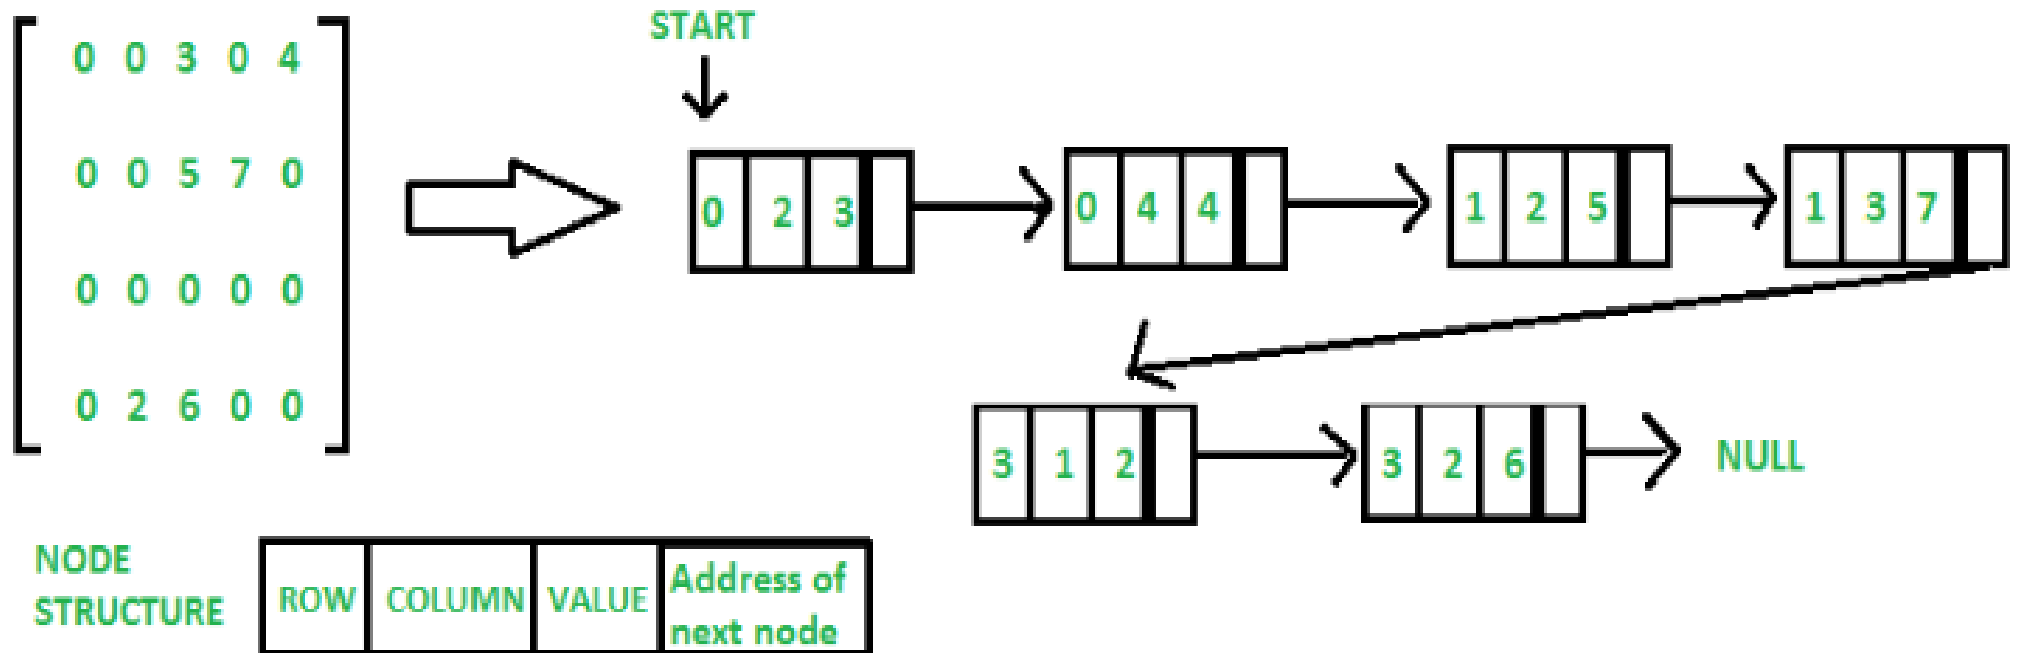 START
0 0 3 0 4
0 0 5 7 0
0 0 0 0 0
0 2 6 0 0
0 2 3
0 4 4
1 2 5
1 3 7
3 1 2
3 2 6
NULL
NODE
STRUCTURE
ROW
COLUMN
VALUE
Address of
next node